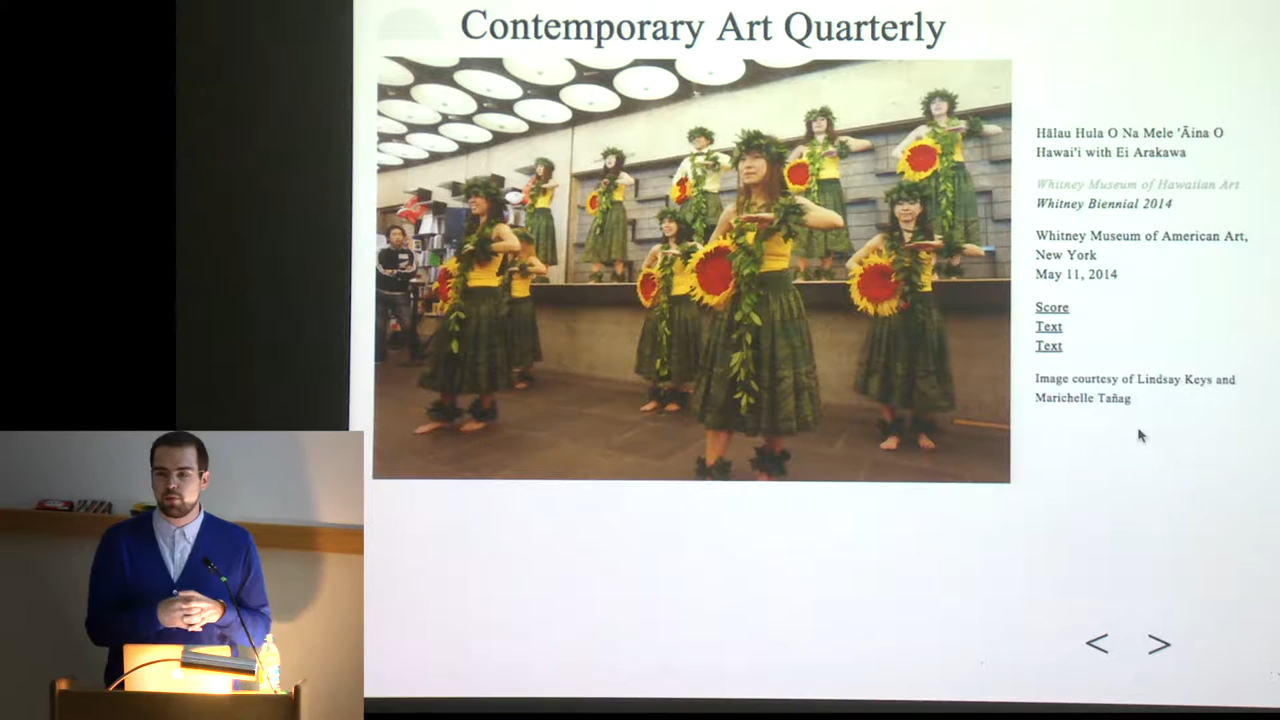 Contemporary Art Quarterly
Hālau Hula O Na Mele 'Āina O
Hawai'i with Ei Arakawa
Whitney Museum of Hawaiian Art
Whitney Biennial 2014
Whitney Museum of American Art,
New York
May 11, 2014
Score
Text
Text
Image courtesy of Lindsay Keys and
Marichelle Tañag
< >